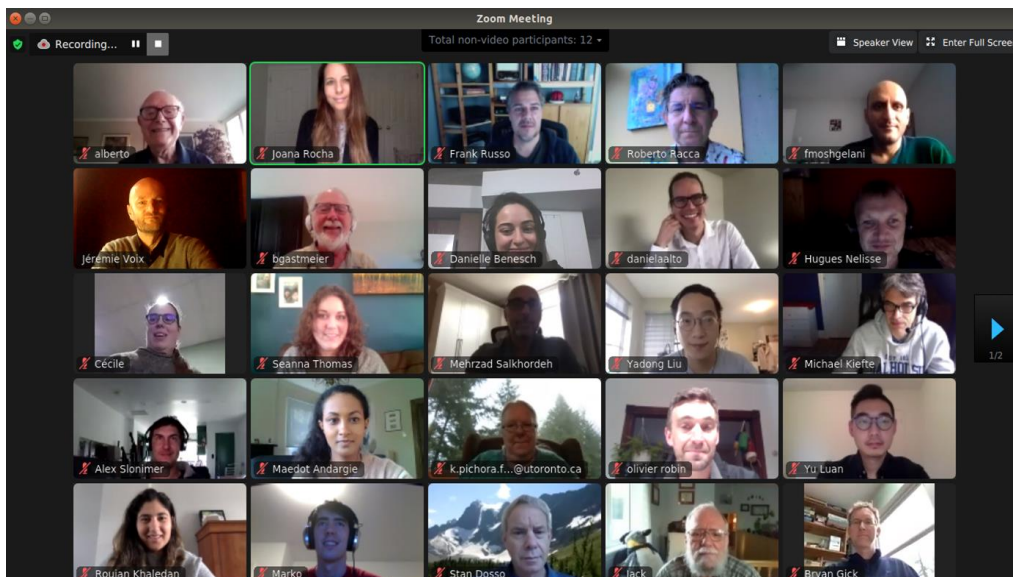 Zoom Meeting
Recording...
Total non-video participants: 12
Speaker View
Enter Full Scree
alberto
Joana Rocha
Frank Russo
Roberto Racca
fmoshgelani
Jérémie Voix
bgastmeier
Danielle Benesch
danielaalto
Hugues Nelisse
Cécile
Seanna Thomas
Mehrzad Salkhordeh
Yadong Liu
Michael Kiefte
1/2
Alex Slonimer
Maedot Andargie
k.pichora.f...@utoronto.ca
olivier robin
Yu Luan
Roujan Khaledan
Marko
Stan Dosso
Jack
Bryan Gick